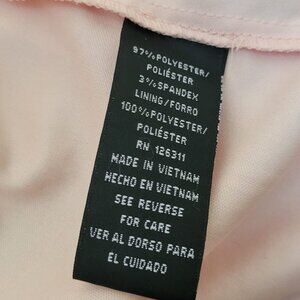 97%POLYESTER/
POLIÉSTER
3%SPANDEX
LINING/FORRO
100%POLYESTER/
POLIÉSTER
RN 126311
MADE IN VIETNAM
HECHO EN VIETNAM
SEE REVERSE
FOR CARE
VER AL DORSO PARA
EL CUIDADO